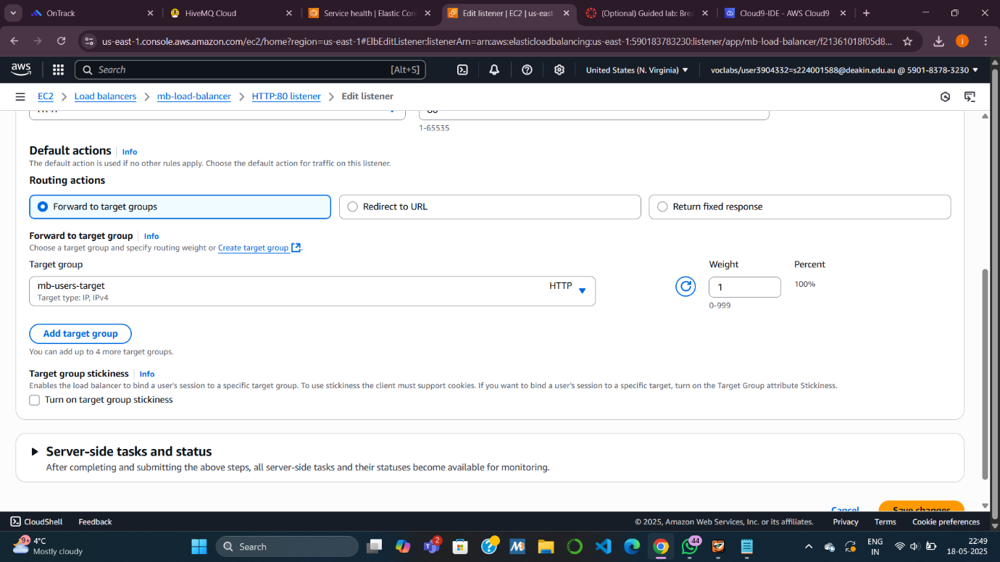 OnTrack
HiveMQ Cloud
Service health | Elastic Con
Edit listener | EC2 | us-east
(Optional) Guided lab: Brea
Cloud9-IDE - AWS Cloud9
us-east-1.console.aws.amazon.com/ec2/home?region=us-east-1#ElbEditListener:listenerArn=arn:aws:elasticloadbalancing:us-east-1:590183783230:listener/app/mb-load-balancer/f21361018f05d8...
j
aws
Search
[Alt+S]
United States (N. Virginia)
voclabs/user3904332=s224001588@deakin.edu.au @ 5901-8378-3230
EC2
Load balancers
mb-load-balancer
HTTP:80 listener
Edit listener
HTTP
80
1-65535
Default actions
Info
The default action is used if no other rules apply. Choose the default action for traffic on this listener.
Routing actions
Forward to target groups
Redirect to URL
Return fixed response
Forward to target group
Info
Choose a target group and specify routing weight or Create target group.
Target group
Weight
Percent
mb-users-target
Target type: IP, IPv4
HTTP
1
100%
0-999
Add target group
You can add up to 4 more target groups.
Target group stickiness
Info
Enables the load balancer to bind a user's session to a specific target group. To use stickiness the client must support cookies. If you want to bind a user's session to a specific target, turn on the Target Group attribute Stickiness.
Turn on target group stickiness
Server-side tasks and status
After completing and submitting the above steps, all server-side tasks and their statuses become available for monitoring.
Cancel
Save changes
CloudShell
Feedback
© 2025, Amazon Web Services, Inc. or its affiliates.
Privacy
Terms
Cookie preferences
9+
4°C
Mostly cloudy
Search
2
44
ENG
IN
22:49
18-05-2025